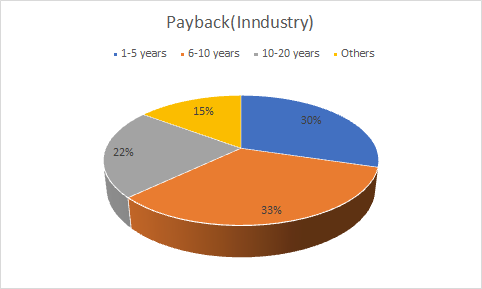 Payback(Inndustry)
1-5 years 6-10 years 10-20 years Others
15%
30%
22%
33%